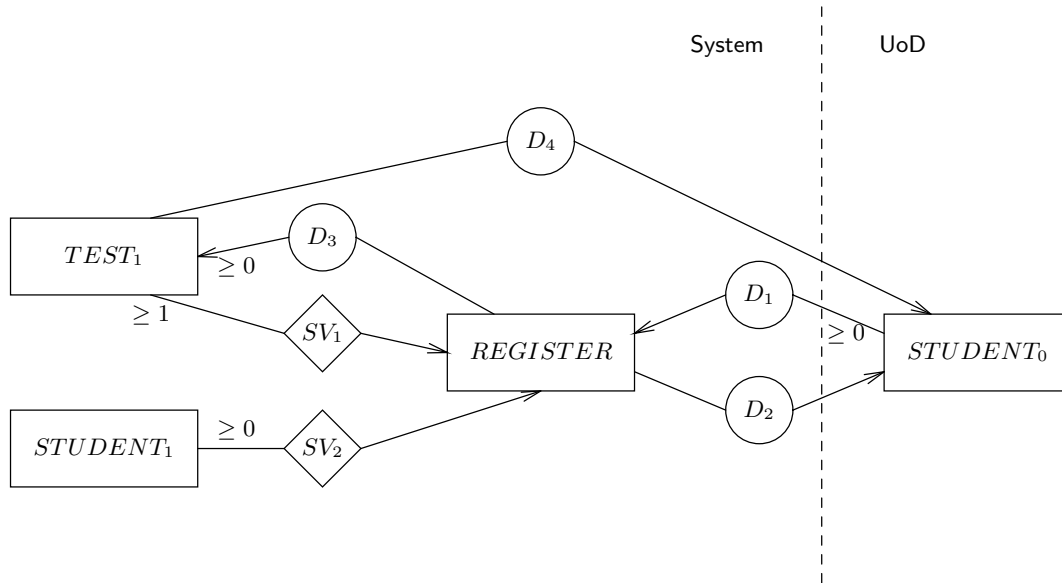 System UoD
D₄
TEST₁
D₃
≥ 0
D₁
≥ 1
SV₁
REGISTER
≥ 0
STUDENT₀
D₂
STUDENT₁
≥ 0
SV₂